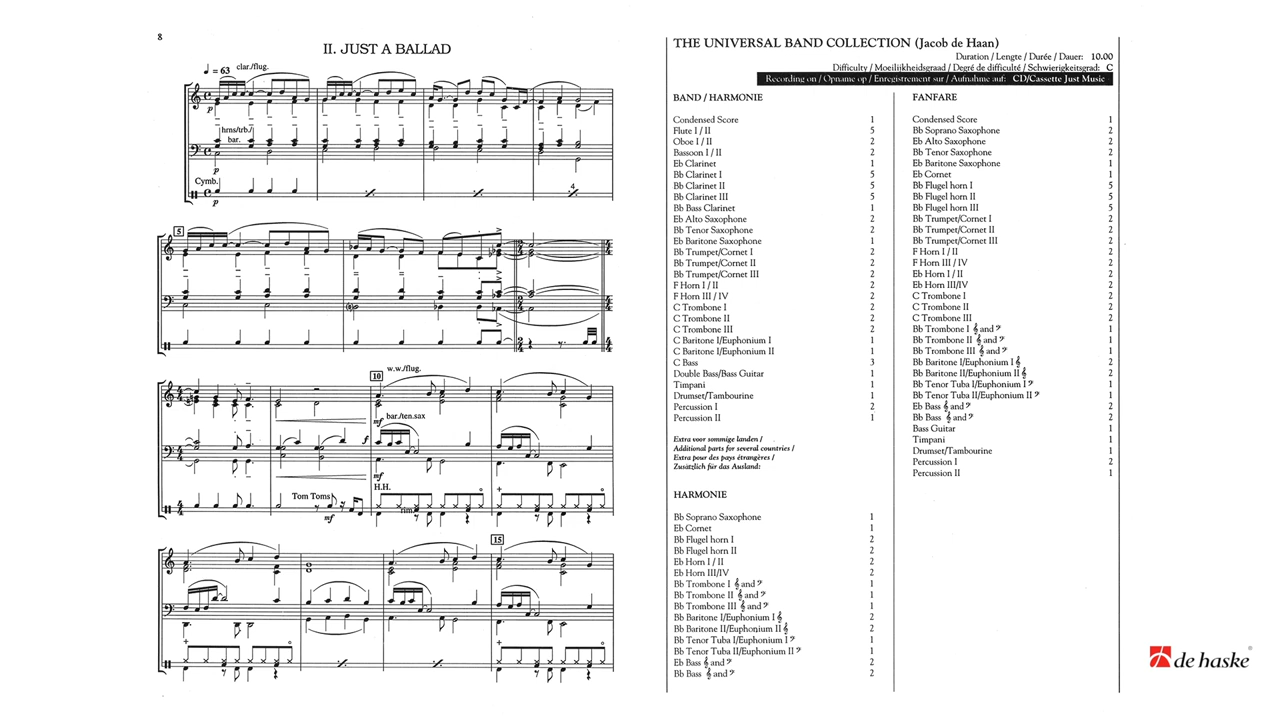 8
II. JUST A BALLAD
♩ = 63 clar./flug.
p
hrns/trb./
bar.
p
Cymb.
p
4
5
10
w.w./flug.
mf
bar./ten.sax
f
mf
H.H.
Tom Toms
mf
rim
15
THE UNIVERSAL BAND COLLECTION (Jacob de Haan)
Duration / Lengte / Durée / Dauer: 10.00
Difficulty / Moeilijkheidsgraad / Degré de difficulté / Schwierigkeitsgrad: C
Recording on / Opname op / Enregistrement sur / Aufnahme auf: CD/Cassette Just Music
BAND / HARMONIE
Condensed Score 1
Flute I / II 5
Oboe I / II 2
Bassoon I / II 2
Eb Clarinet 1
Bb Clarinet I 5
Bb Clarinet II 5
Bb Clarinet III 5
Bb Bass Clarinet 1
Eb Alto Saxophone 2
Bb Tenor Saxophone 2
Eb Baritone Saxophone 1
Bb Trumpet/Cornet I 2
Bb Trumpet/Cornet II 2
Bb Trumpet/Cornet III 2
F Horn I / II 2
F Horn III / IV 2
C Trombone I 2
C Trombone II 2
C Trombone III 2
C Baritone I/Euphonium I 1
C Baritone I/Euphonium II 1
C Bass 3
Double Bass/Bass Guitar 1
Timpani 1
Drumset/Tambourine 1
Percussion I 2
Percussion II 1
Extra voor sommige landen /
Additional parts for several countries /
Extra pour des pays étrangères /
Zusätzlich für das Ausland:
HARMONIE
Bb Soprano Saxophone 1
Eb Cornet 1
Bb Flugel horn I 2
Bb Flugel horn II 2
Eb Horn I / II 2
Eb Horn III/IV 2
Bb Trombone I 𝄞 and 𝄢 1
Bb Trombone II 𝄞 and 𝄢 1
Bb Trombone III 𝄞 and 𝄢 1
Bb Baritone I/Euphonium I 𝄞 2
Bb Baritone II/Euphonium II 𝄞 2
Bb Tenor Tuba I/Euphonium I 𝄢 1
Bb Tenor Tuba II/Euphonium II 𝄢 1
Eb Bass 𝄞 and 𝄢 2
Bb Bass 𝄞 and 𝄢 2
FANFARE
Condensed Score 1
Bb Soprano Saxophone 2
Eb Alto Saxophone 2
Bb Tenor Saxophone 2
Eb Baritone Saxophone 1
Eb Cornet 1
Bb Flugel horn I 5
Bb Flugel horn II 5
Bb Flugel horn III 5
Bb Trumpet/Cornet I 2
Bb Trumpet/Cornet II 2
Bb Trumpet/Cornet III 2
F Horn I / II 2
F Horn III / IV 2
Eb Horn I / II 2
Eb Horn III/IV 2
C Trombone I 2
C Trombone II 2
C Trombone III 2
Bb Trombone I 𝄞 and 𝄢 1
Bb Trombone II 𝄞 and 𝄢 1
Bb Trombone III 𝄞 and 𝄢 1
Bb Baritone I/Euphonium I 𝄞 2
Bb Baritone II/Euphonium II 𝄞 2
Bb Tenor Tuba I/Euphonium I 𝄢 1
Bb Tenor Tuba II/Euphonium II 𝄢 1
Eb Bass 𝄞 and 𝄢 2
Bb Bass 𝄞 and 𝄢 2
Bass Guitar 1
Timpani 1
Drumset/Tambourine 1
Percussion I 2
Percussion II 1
de haske®